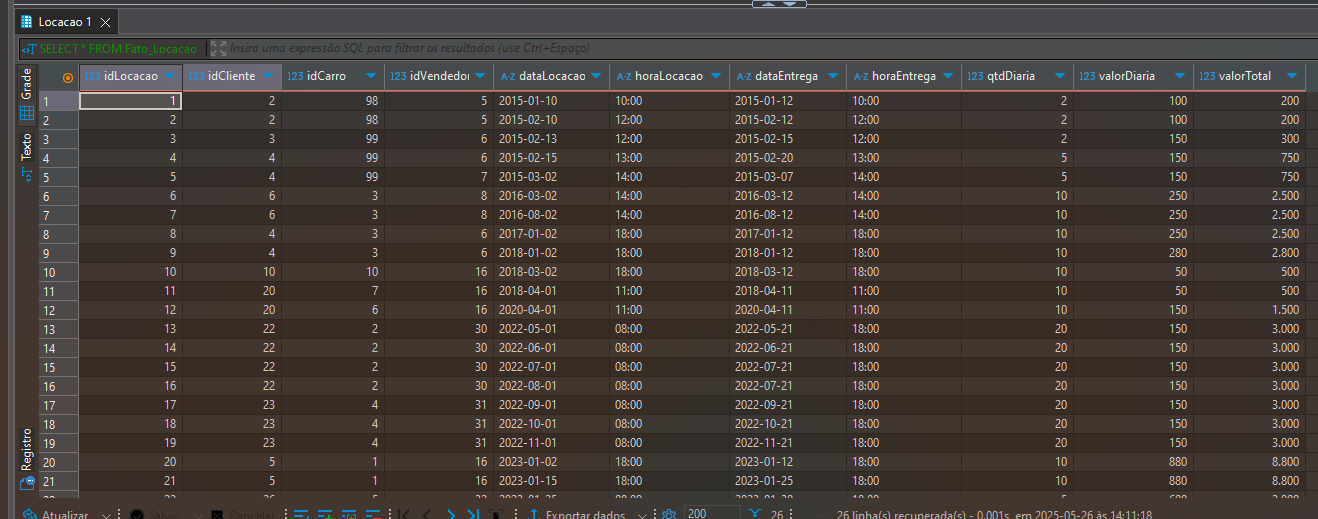 Locacao 1
SELECT * FROM Fato_Locacao Insira uma expressão SQL para filtrar os resultados (use Ctrl+Espaço)
Grade
Texto
Registro
123 idLocacao 123 idCliente 123 idCarro 123 idVendedor A-Z dataLocacao A-Z horaLocacao A-Z dataEntrega A-Z horaEntrega 123 qtdDiaria 123 valorDiaria 123 valorTotal
1 1 2 98 5 2015-01-10 10:00 2015-01-12 10:00 2 100 200
2 2 2 98 5 2015-02-10 12:00 2015-02-12 12:00 2 100 200
3 3 3 99 6 2015-02-13 12:00 2015-02-15 12:00 2 150 300
4 4 4 99 6 2015-02-15 13:00 2015-02-20 13:00 5 150 750
5 5 4 99 7 2015-03-02 14:00 2015-03-07 14:00 5 150 750
6 6 6 3 8 2016-03-02 14:00 2016-03-12 14:00 10 250 2.500
7 7 6 3 8 2016-08-02 14:00 2016-08-12 14:00 10 250 2.500
8 8 4 3 6 2017-01-02 18:00 2017-01-12 18:00 10 250 2.500
9 9 4 3 6 2018-01-02 18:00 2018-01-12 18:00 10 280 2.800
10 10 10 10 16 2018-03-02 18:00 2018-03-12 18:00 10 50 500
11 11 20 7 16 2018-04-01 11:00 2018-04-11 11:00 10 50 500
12 12 20 6 16 2020-04-01 11:00 2020-04-11 11:00 10 150 1.500
13 13 22 2 30 2022-05-01 08:00 2022-05-21 18:00 20 150 3.000
14 14 22 2 30 2022-06-01 08:00 2022-06-21 18:00 20 150 3.000
15 15 22 2 30 2022-07-01 08:00 2022-07-21 18:00 20 150 3.000
16 16 22 2 30 2022-08-01 08:00 2022-07-21 18:00 20 150 3.000
17 17 23 4 31 2022-09-01 08:00 2022-09-21 18:00 20 150 3.000
18 18 23 4 31 2022-10-01 08:00 2022-10-21 18:00 20 150 3.000
19 19 23 4 31 2022-11-01 08:00 2022-11-21 18:00 20 150 3.000
20 20 5 1 16 2023-01-02 18:00 2023-01-12 18:00 10 880 8.800
21 21 5 1 16 2023-01-15 18:00 2023-01-25 18:00 10 880 8.800
Atualizar Salvar Cancelar Exportar dados 200 26 26 linha(s) recuperada(s) - 0.001s, em 2025-05-26 às 14:11:18